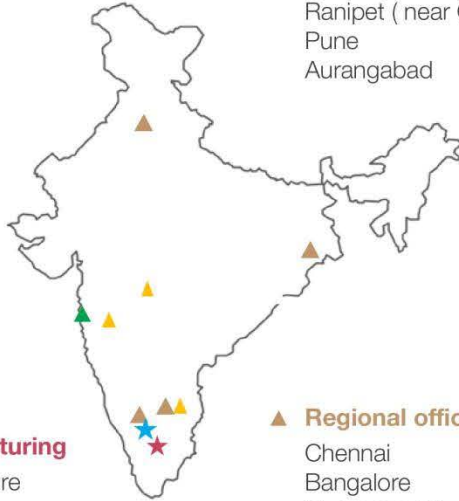 Ranipet ( near
Pune
Aurangabad
turing
re
Regional offic
Chennai
Bangalore